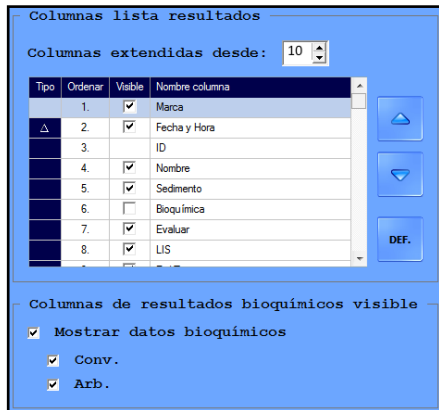 Columnas lista resultados
Columnas extendidas desde: 10
Tipo Ordenar Visible Nombre columna
1. Marca
△ 2. Fecha y Hora
3. ID
4. Nombre
5. Sedimento
6. Bioquímica
7. Evaluar
8. LIS
DEF.
Columnas de resultados bioquímicos visible
Mostrar datos bioquímicos
Conv.
Arb.